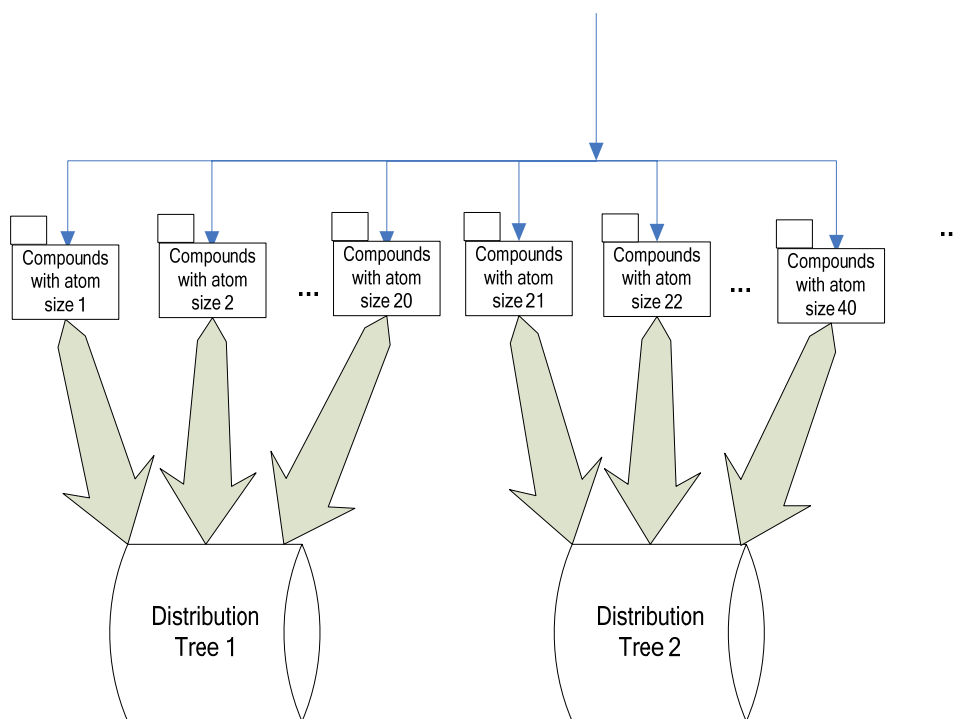 Compounds
with atom
size 1
Compounds
with atom
size 2
...
Compounds
with atom
size 20
Compounds
with atom
size 21
Compounds
with atom
size 22
...
Compounds
with atom
size 40
..
Distribution
Tree 1
Distribution
Tree 2